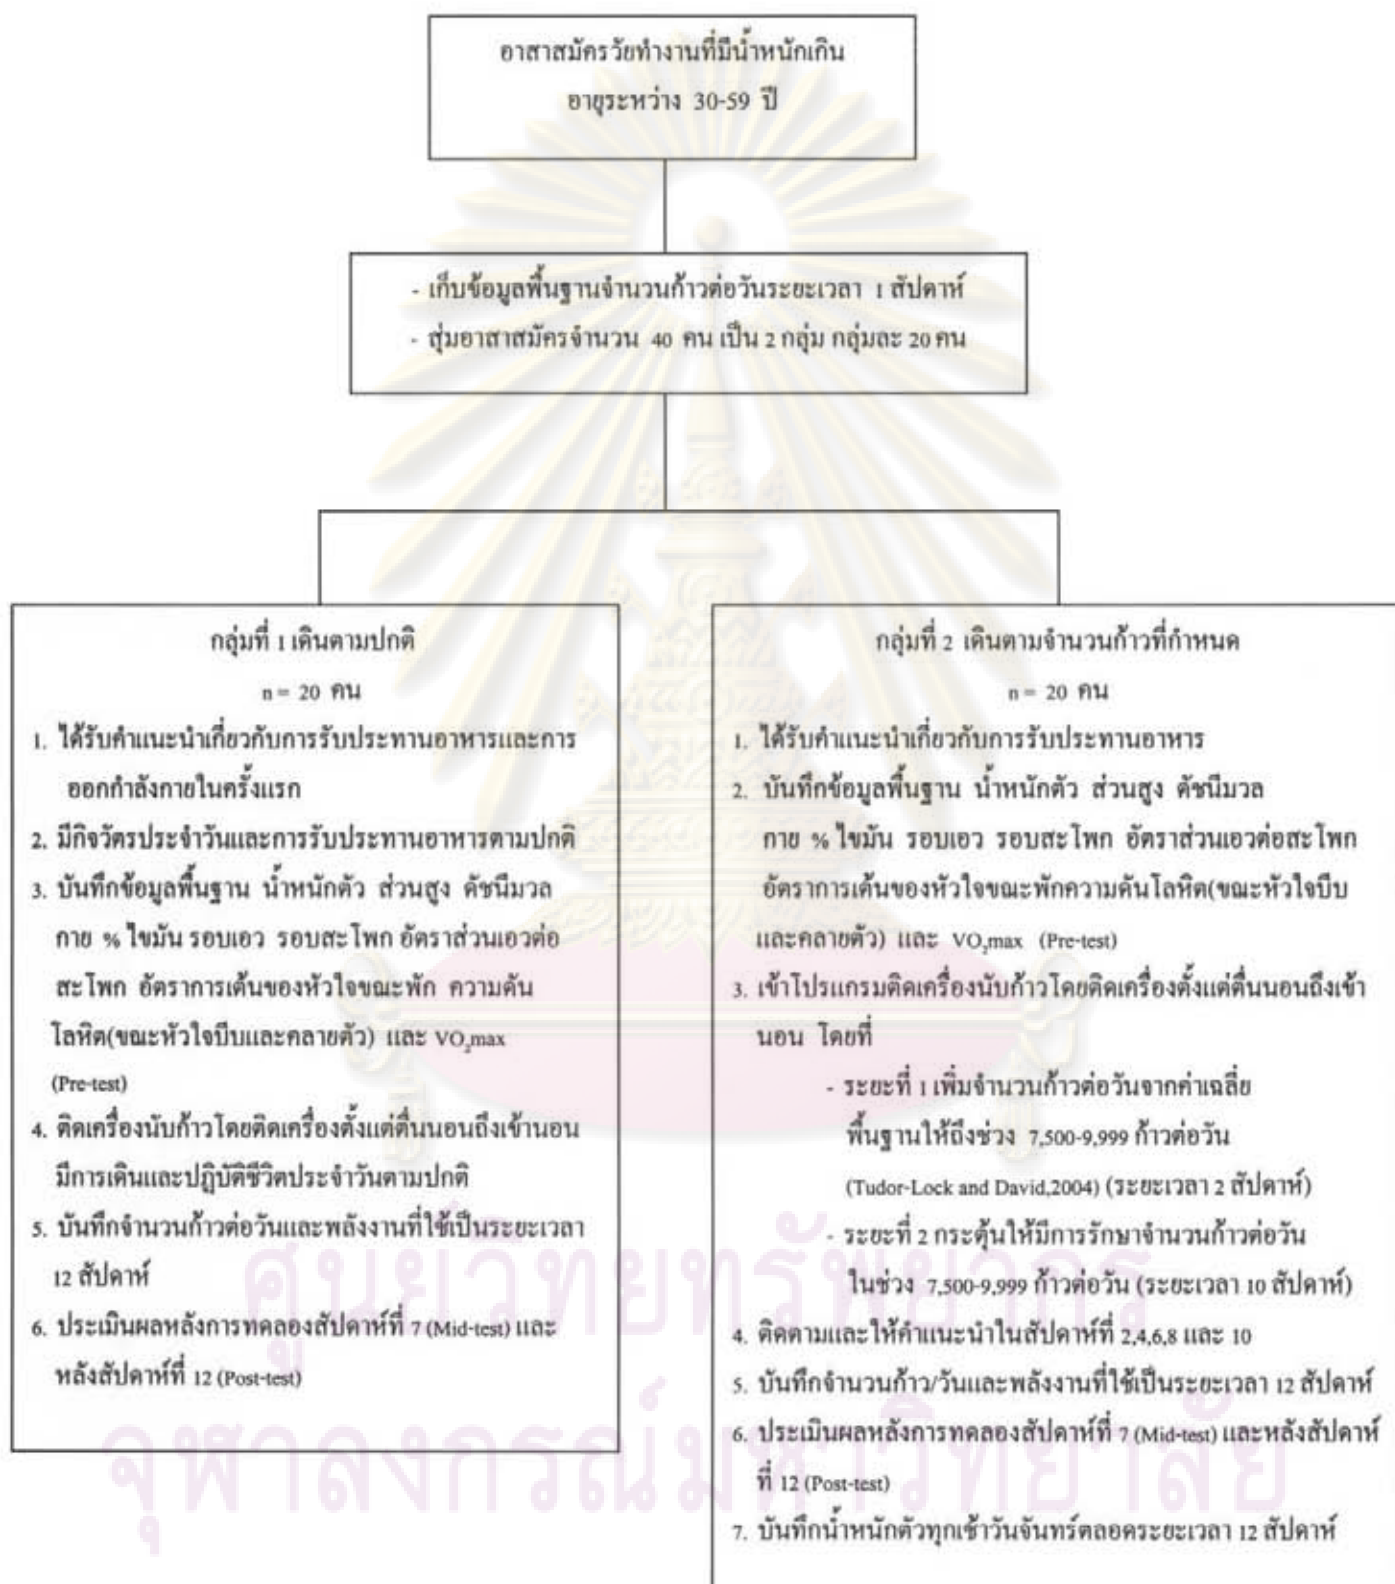 อาสาสมัครวัยทำงานที่มีน้ำหนักเกิน
อายุระหว่าง 30-59 ปี
- เก็บข้อมูลพื้นฐานจำนวนก้าวต่อวันระยะเวลา 1 สัปดาห์
- สุ่มอาสาสมัครจำนวน 40 คน เป็น 2 กลุ่ม กลุ่มละ 20 คน
กลุ่มที่ 1 เดินตามปกติ
n = 20 คน
1. ได้รับคำแนะนำเกี่ยวกับการรับประทานอาหารและการ
ออกกำลังกายในครั้งแรก
2. มีกิจวัตรประจำวันและการรับประทานอาหารตามปกติ
3. บันทึกข้อมูลพื้นฐาน น้ำหนักตัว ส่วนสูง ดัชนีมวล
กาย % ไขมัน รอบเอว รอบสะโพก อัตราส่วนเอวต่อ
สะโพก อัตราการเต้นของหัวใจขณะพัก ความดัน
โลหิต(ขณะหัวใจบีบและคลายตัว) และ VO₂max
(Pre-test)
4. ติดเครื่องนับก้าวโดยติดเครื่องตั้งแต่ตื่นนอนถึงเข้านอน
มีการเดินและปฏิบัติชีวิตประจำวันตามปกติ
5. บันทึกจำนวนก้าวต่อวันและพลังงานที่ใช้เป็นระยะเวลา
12 สัปดาห์
6. ประเมินผลหลังการทดลองสัปดาห์ที่ 7 (Mid-test) และ
หลังสัปดาห์ที่ 12 (Post-test)
กลุ่มที่ 2 เดินตามจำนวนก้าวที่กำหนด
n = 20 คน
1. ได้รับคำแนะนำเกี่ยวกับการรับประทานอาหาร
2. บันทึกข้อมูลพื้นฐาน น้ำหนักตัว ส่วนสูง ดัชนีมวล
กาย % ไขมัน รอบเอว รอบสะโพก อัตราส่วนเอวต่อสะโพก
อัตราการเต้นของหัวใจขณะพักความดันโลหิต(ขณะหัวใจบีบ
และคลายตัว) และ VO₂max (Pre-test)
3. เข้าโปรแกรมติดเครื่องนับก้าวโดยติดเครื่องตั้งแต่ตื่นนอนถึงเข้า
นอน โดยที่
- ระยะที่ 1 เพิ่มจำนวนก้าวต่อวันจากค่าเฉลี่ย
พื้นฐานให้ถึงช่วง 7,500-9,999 ก้าวต่อวัน
(Tudor-Lock and David,2004) (ระยะเวลา 2 สัปดาห์)
- ระยะที่ 2 กระตุ้นให้มีการรักษาจำนวนก้าวต่อวัน
ในช่วง 7,500-9,999 ก้าวต่อวัน (ระยะเวลา 10 สัปดาห์)
4. ติดตามและให้คำแนะนำในสัปดาห์ที่ 2,4,6,8 และ 10
5. บันทึกจำนวนก้าว/วันและพลังงานที่ใช้เป็นระยะเวลา 12 สัปดาห์
6. ประเมินผลหลังการทดลองสัปดาห์ที่ 7 (Mid-test) และหลังสัปดาห์
ที่ 12 (Post-test)
7. บันทึกน้ำหนักตัวทุกเช้าวันจันทร์ตลอดระยะเวลา 12 สัปดาห์
ศูนย์วิทยทรัพยากร
จุฬาลงกรณ์มหาวิทยาลัย